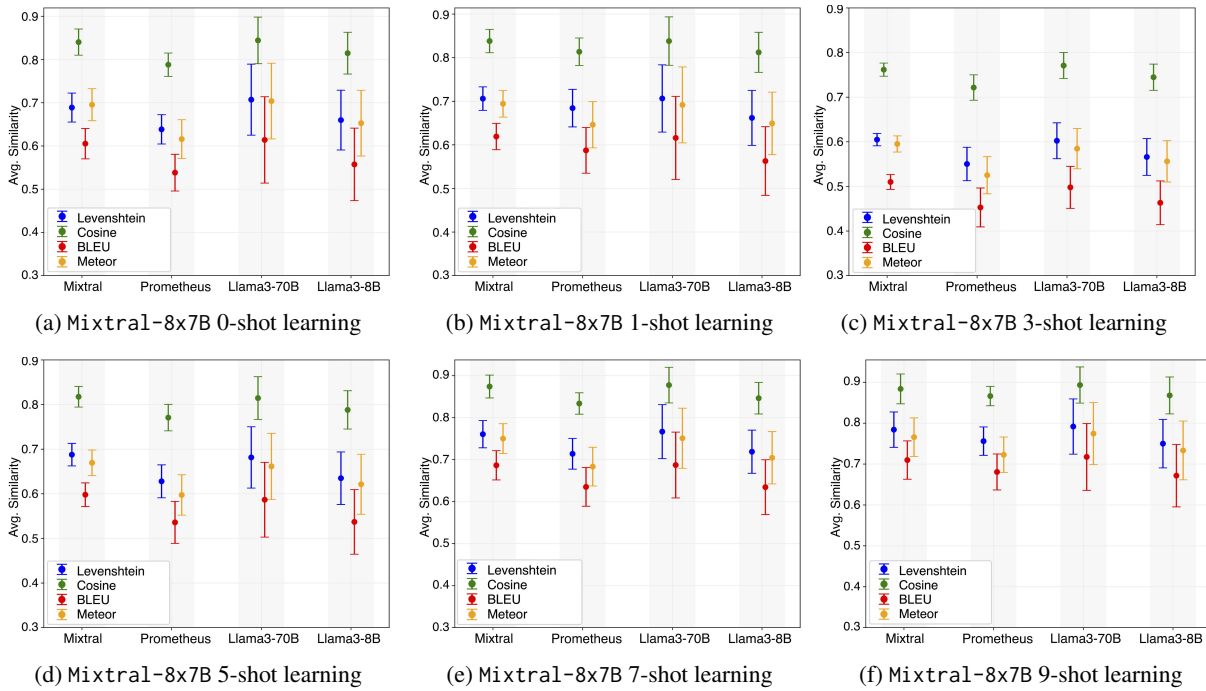 0.9
0.8
0.7
0.6
0.5
0.4
0.3
Avg. Similarity
Levenshtein
Cosine
BLEU
Meteor
Mixtral
Prometheus
Llama3-70B
Llama3-8B
(a) Mixtral-8x7B 0-shot learning
0.9
0.8
0.7
0.6
0.5
0.4
0.3
Avg. Similarity
Levenshtein
Cosine
BLEU
Meteor
Mixtral
Prometheus
Llama3-70B
Llama3-8B
(b) Mixtral-8x7B 1-shot learning
0.9
0.8
0.7
0.6
0.5
0.4
0.3
Avg. Similarity
Levenshtein
Cosine
BLEU
Meteor
Mixtral
Prometheus
Llama3-70B
Llama3-8B
(c) Mixtral-8x7B 3-shot learning
0.9
0.8
0.7
0.6
0.5
0.4
0.3
Avg. Similarity
Levenshtein
Cosine
BLEU
Meteor
Mixtral
Prometheus
Llama3-70B
Llama3-8B
(d) Mixtral-8x7B 5-shot learning
0.9
0.8
0.7
0.6
0.5
0.4
0.3
Avg. Similarity
Levenshtein
Cosine
BLEU
Meteor
Mixtral
Prometheus
Llama3-70B
Llama3-8B
(e) Mixtral-8x7B 7-shot learning
0.9
0.8
0.7
0.6
0.5
0.4
0.3
Avg. Similarity
Levenshtein
Cosine
BLEU
Meteor
Mixtral
Prometheus
Llama3-70B
Llama3-8B
(f) Mixtral-8x7B 9-shot learning